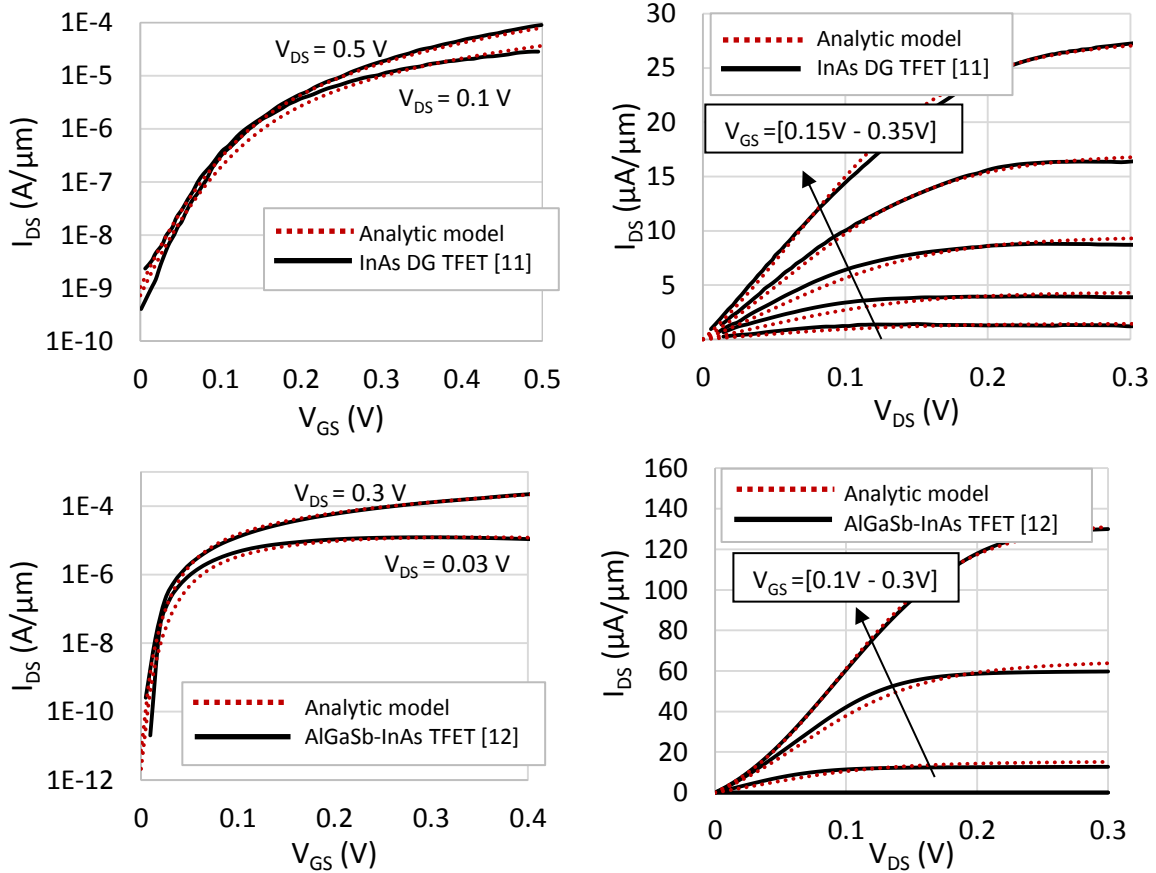 1E-4
1E-5
1E-6
1E-7
1E-8
1E-9
1E-10
I_DS (A/μm)
V_DS = 0.5 V
V_DS = 0.1 V
Analytic model
InAs DG TFET [11]
0 0.1 0.2 0.3 0.4 0.5
V_GS (V)
30
25
20
15
10
5
0
I_DS (μA/μm)
Analytic model
InAs DG TFET [11]
V_GS =[0.15V - 0.35V]
0 0.1 0.2 0.3
V_DS (V)
1E-4
1E-6
1E-8
1E-10
1E-12
I_DS (A/μm)
V_DS = 0.3 V
V_DS = 0.03 V
Analytic model
AlGaSb-InAs TFET [12]
0 0.1 0.2 0.3 0.4
V_GS (V)
160
140
120
100
80
60
40
20
0
I_DS (μA/μm)
Analytic model
AlGaSb-InAs TFET [12]
V_GS =[0.1V - 0.3V]
0 0.1 0.2 0.3
V_DS (V)